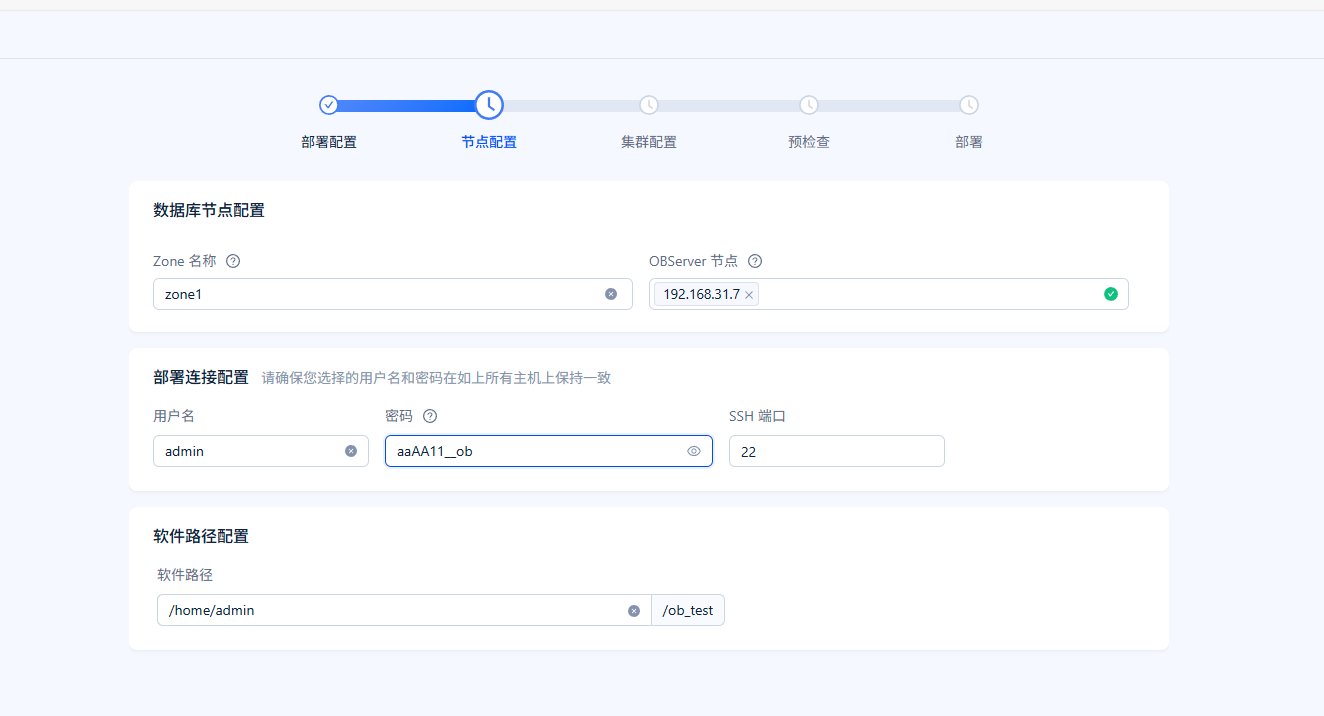 部署配置 节点配置 集群配置 预检查 部署
数据库节点配置
Zone 名称 OBServer 节点
zone1 192.168.31.7
部署连接配置 请确保您选择的用户名和密码在如上所有主机上保持一致
用户名 密码 SSH 端口
admin aaAA11__ob 22
软件路径配置
软件路径
/home/admin /ob_test